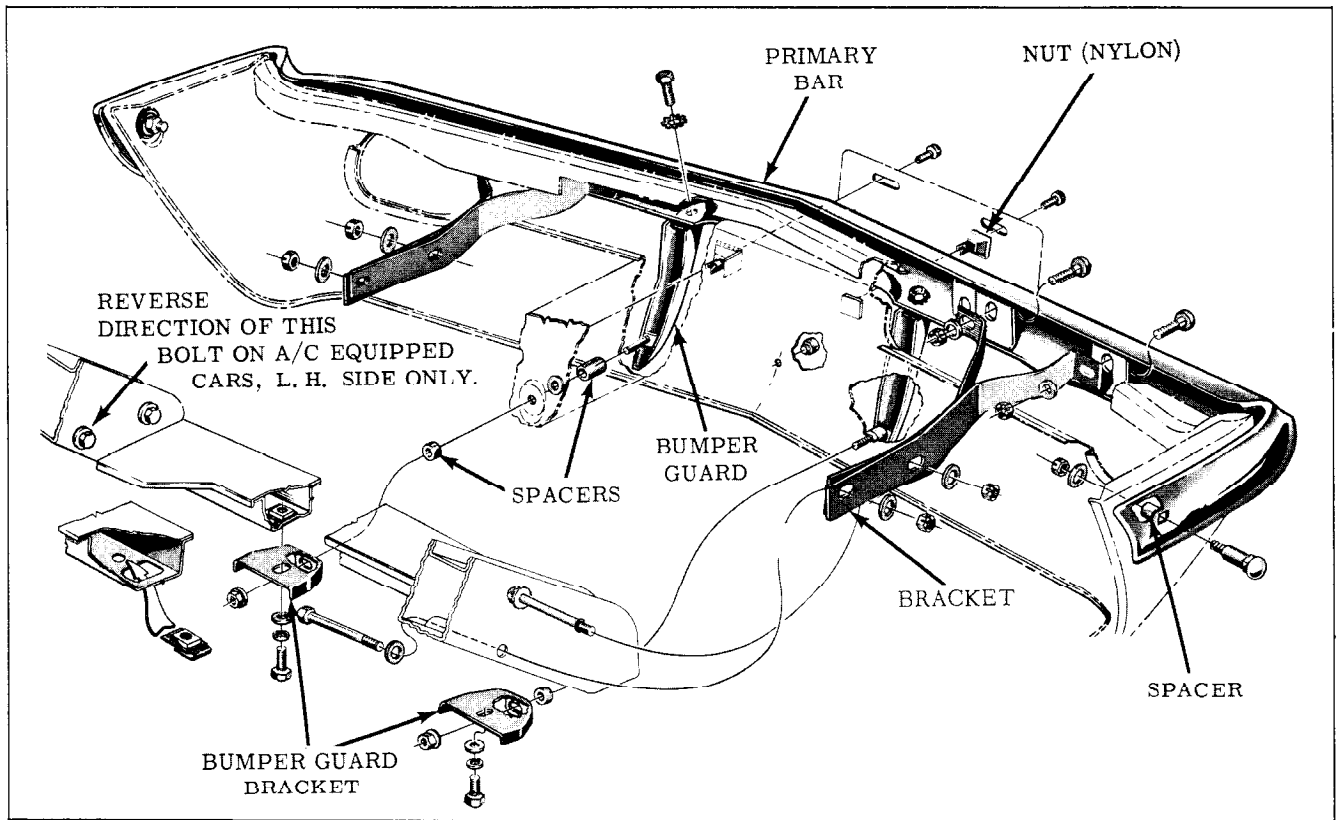 PRIMARY
BAR
NUT (NYLON)
REVERSE
DIRECTION OF THIS
BOLT ON A/C EQUIPPED
CARS, L. H. SIDE ONLY.
BUMPER
GUARD
SPACERS
BRACKET
SPACER
BUMPER GUARD
BRACKET